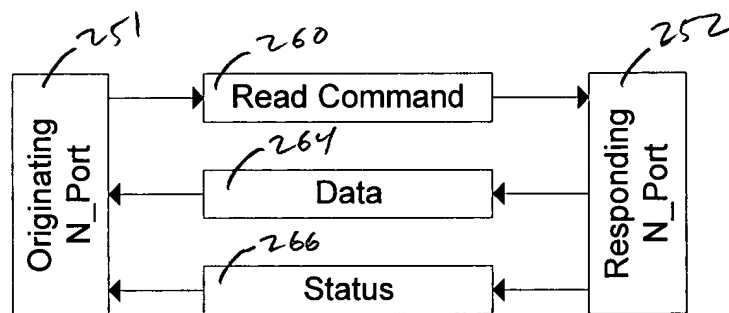 251
260
252
Read Command
264
Data
266
Status
Originating
N_Port
Responding
N_Port